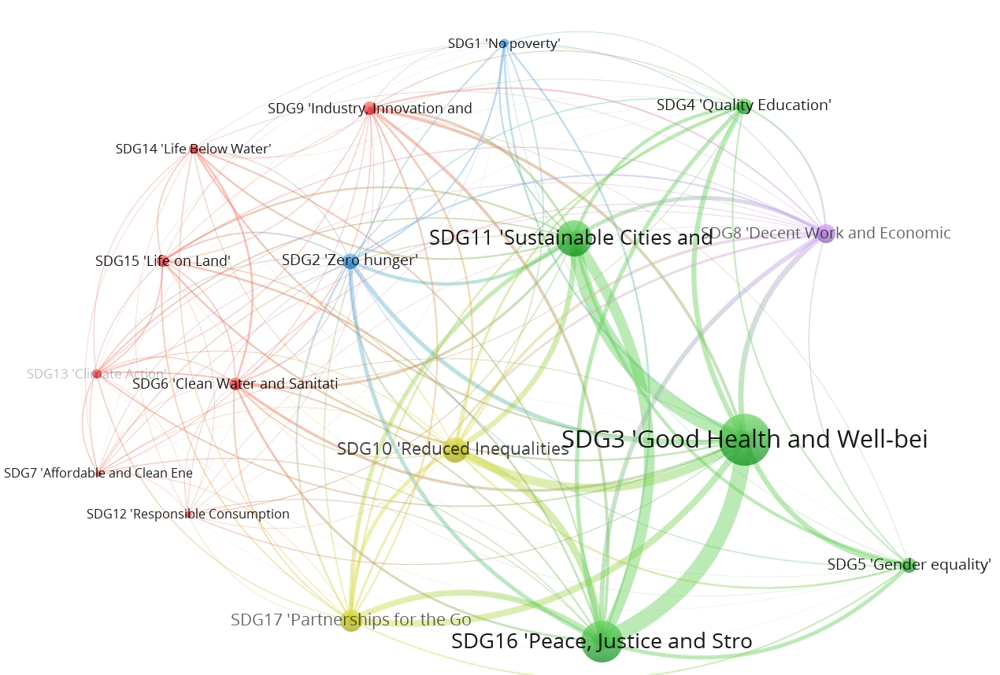 SDG1 'No poverty'
SDG9 'Industry, Innovation and
SDG4 'Quality Education'
SDG14 'Life Below Water'
SDG11 'Sustainable Cities and
SDG8 'Decent Work and Economic
SDG15 'Life on Land'
SDG2 'Zero hunger'
SDG13 'Climate Action'
SDG6 'Clean Water and Sanitati
SDG10 'Reduced Inequalities'
SDG3 'Good Health and Well-bei
SDG7 'Affordable and Clean Ene
SDG12 'Responsible Consumption
SDG5 'Gender equality'
SDG17 'Partnerships for the Go
SDG16 'Peace, Justice and Stro